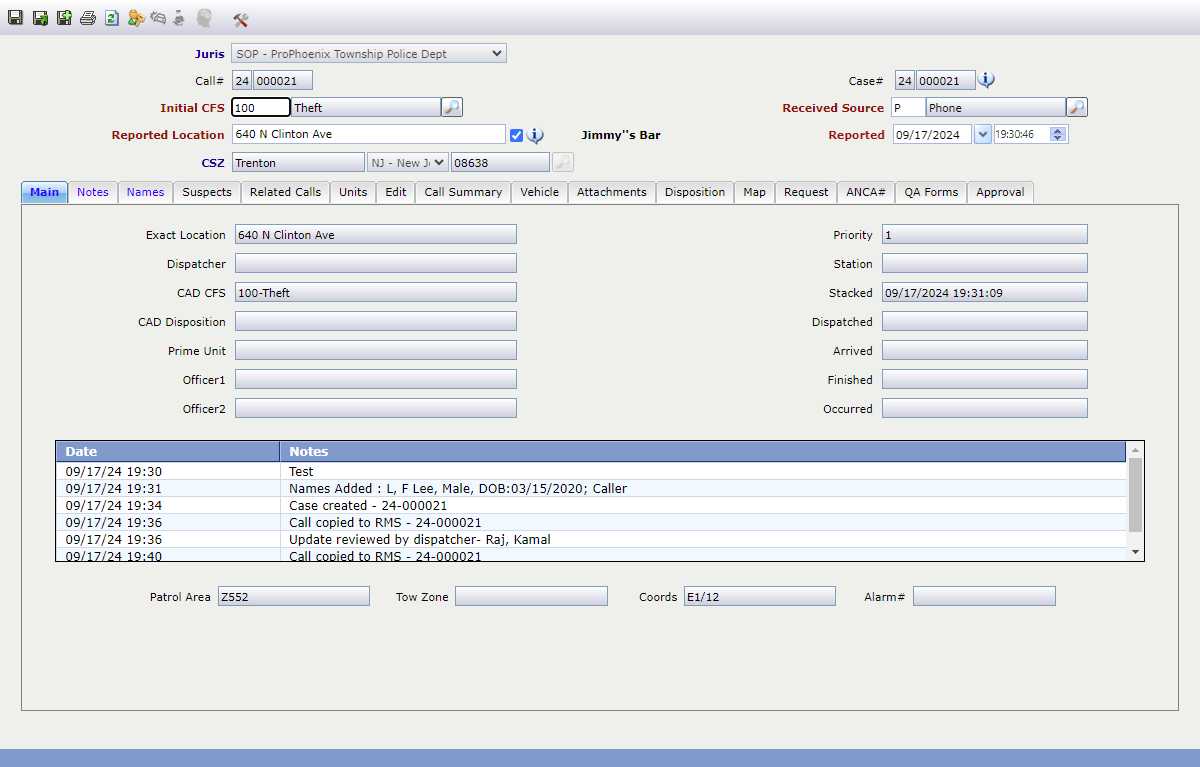 Juris SOP - ProPhoenix Township Police Dept
Call# 24 000021 Case# 24 000021
Initial CFS 100 Theft Received Source P Phone
Reported Location 640 N Clinton Ave Jimmy''s Bar Reported 09/17/2024 19:30:46
CSZ Trenton NJ - New J 08638
Main Notes Names Suspects Related Calls Units Edit Call Summary Vehicle Attachments Disposition Map Request ANCA# QA Forms Approval
Exact Location 640 N Clinton Ave Priority 1
Dispatcher Station
CAD CFS 100-Theft Stacked 09/17/2024 19:31:09
CAD Disposition Dispatched
Prime Unit Arrived
Officer1 Finished
Officer2 Occurred
Date Notes
09/17/24 19:30 Test
09/17/24 19:31 Names Added : L, F Lee, Male, DOB:03/15/2020; Caller
09/17/24 19:34 Case created - 24-000021
09/17/24 19:36 Call copied to RMS - 24-000021
09/17/24 19:36 Update reviewed by dispatcher- Raj, Kamal
09/17/24 19:40 Call copied to RMS - 24-000021
Patrol Area Z552 Tow Zone Coords E1/12 Alarm#